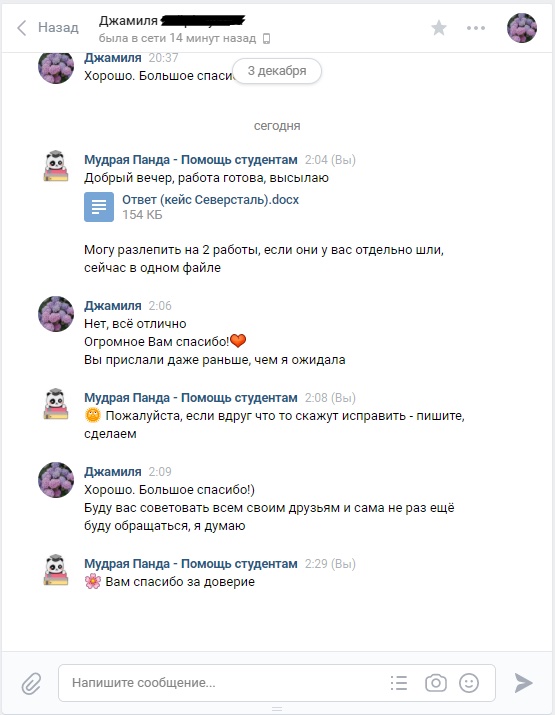 Назад
Джамиля
была в сети 14 минут назад
Джамиля 20:37
Хорошо. Большое
3 декабря
сегодня
Мудрая Панда - Помощь студентам 2:04 (Вы)
Добрый вечер, работа готова, высылаю
Ответ (кейс Северсталь).docx
154 КБ
Могу разлепить на 2 работы, если они у вас отдельно шли,
сейчас в одном файле
Джамиля 2:06
Нет, всё отлично
Огромное Вам спасибо!
Вы прислали даже раньше, чем я ожидала
Мудрая Панда - Помощь студентам 2:08 (Вы)
Пожалуйста, если вдруг что то скажут исправить - пишите,
сделаем
Джамиля 2:09
Хорошо. Большое спасибо!)
Буду вас советовать всем своим друзьям и сама не раз ещё
буду обращаться, я думаю
Мудрая Панда - Помощь студентам 2:29 (Вы)
Вам спасибо за доверие
Напишите сообщение...